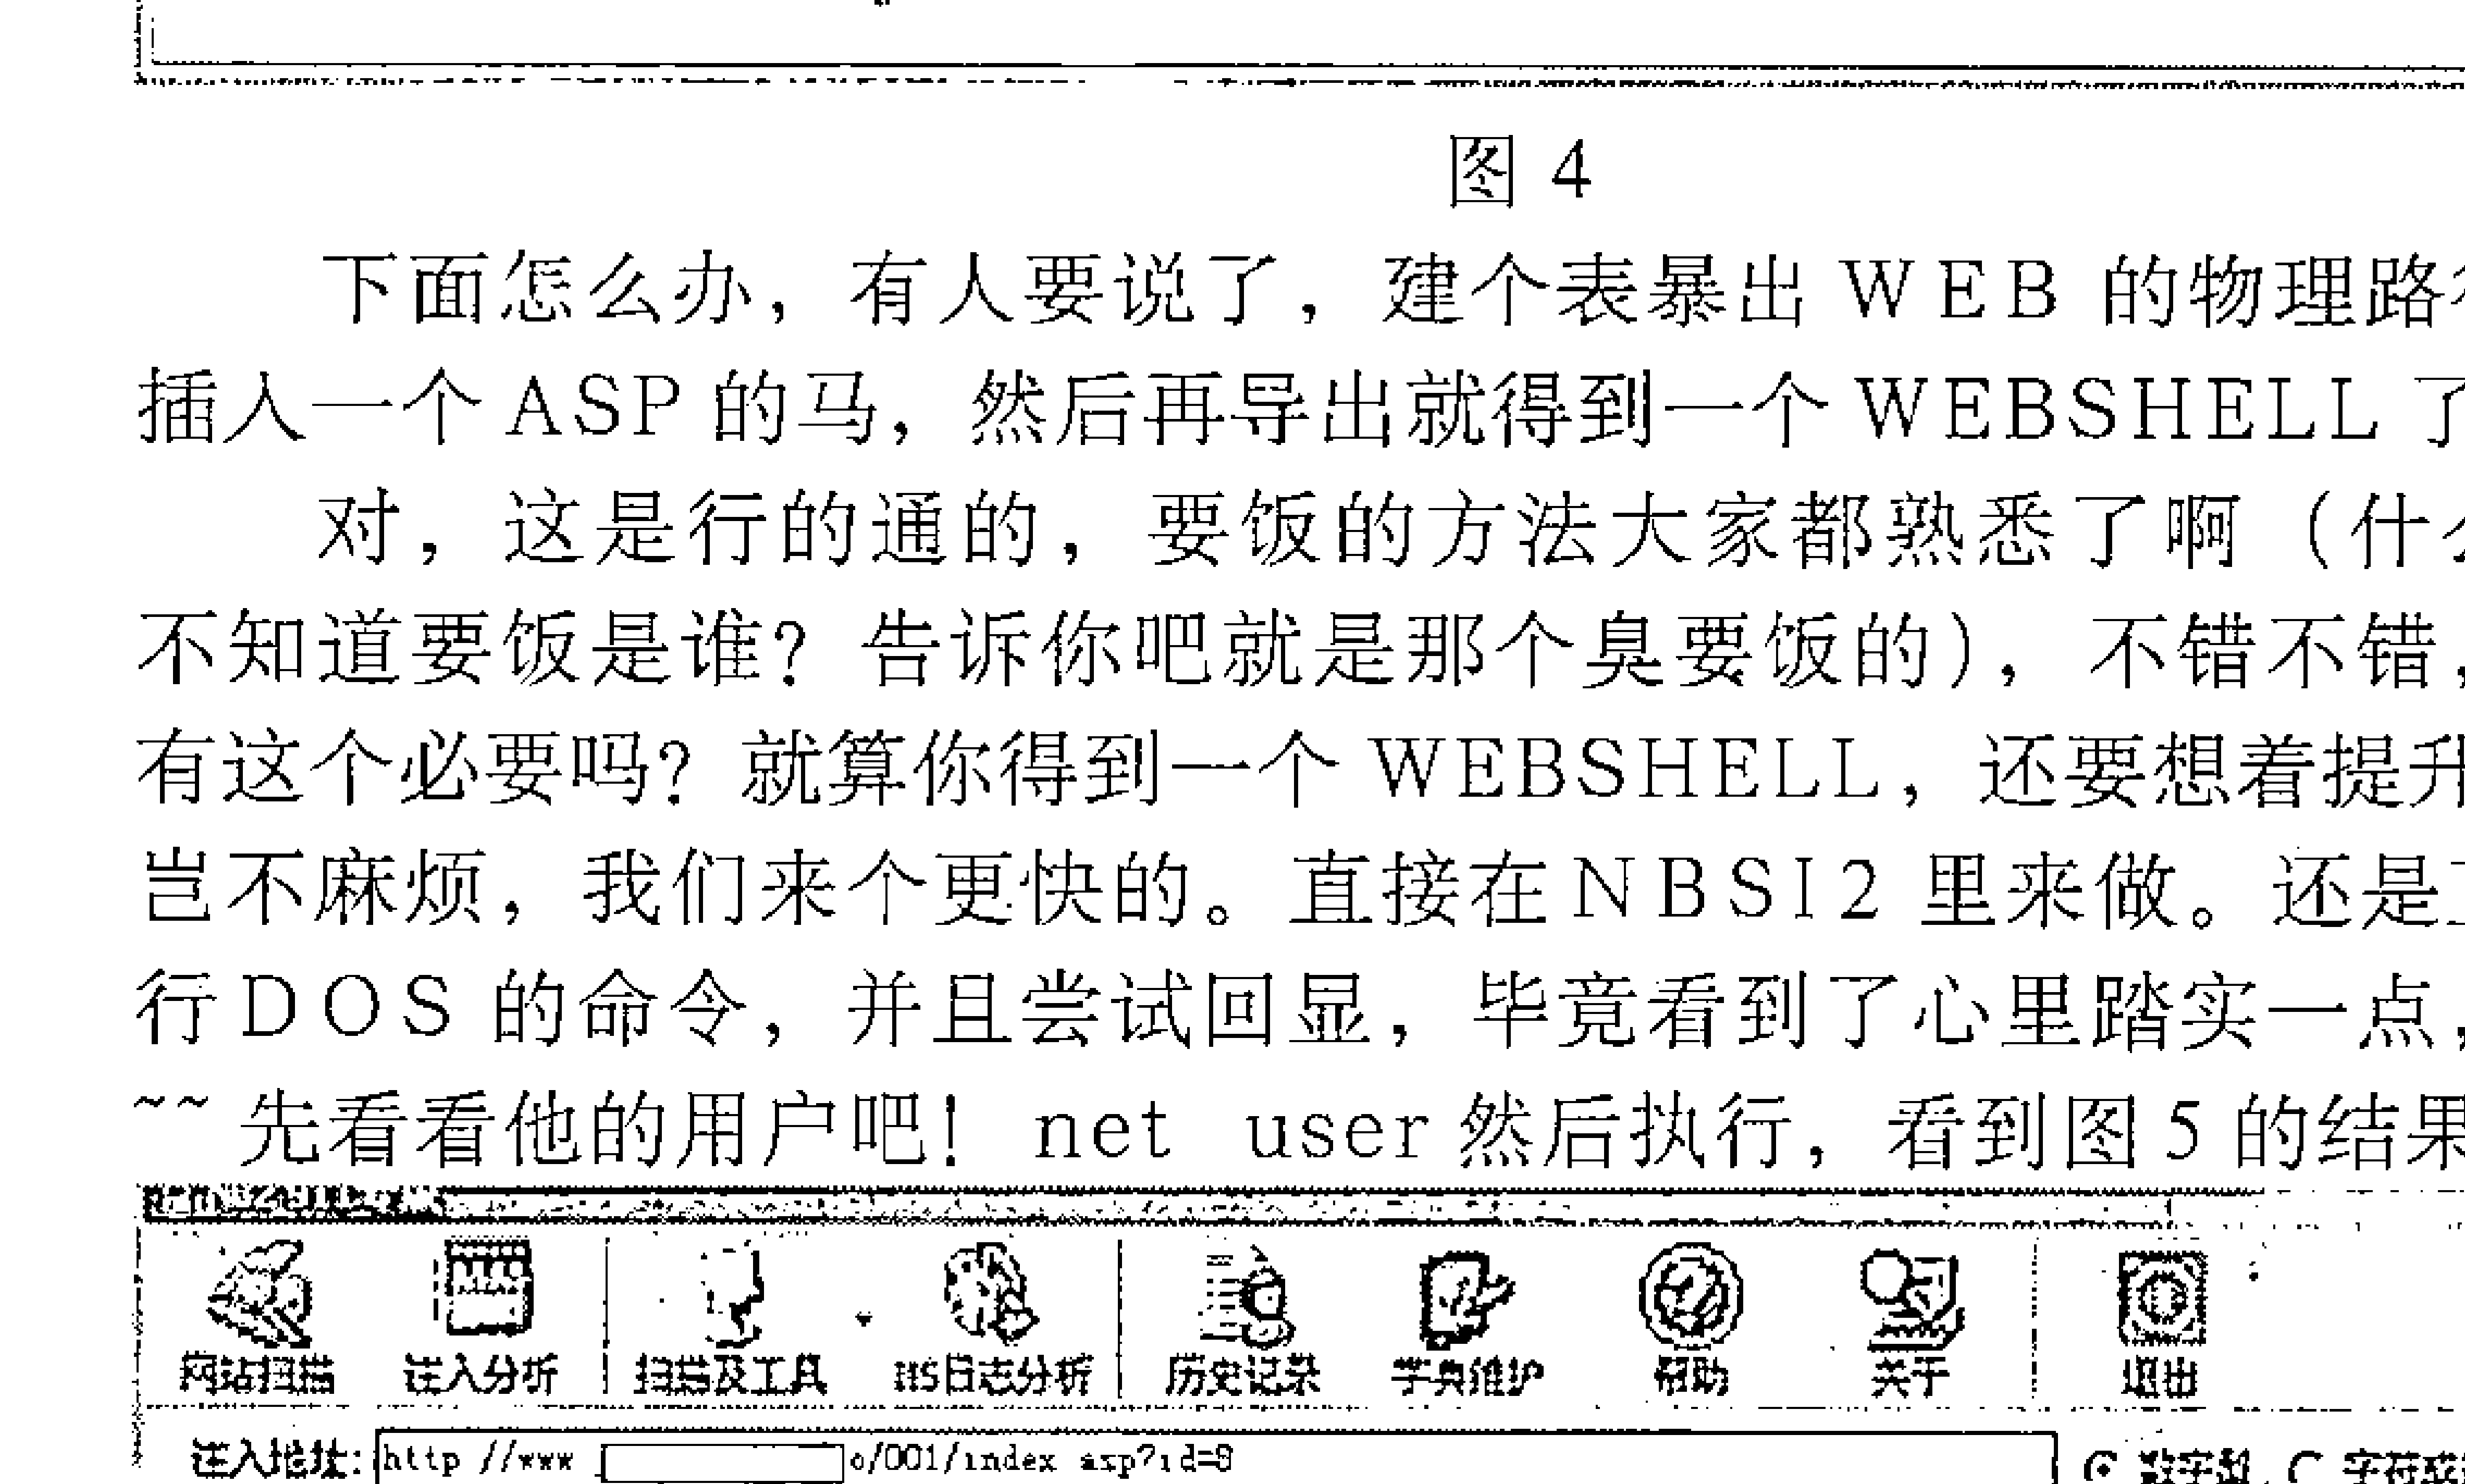 图 4
下面怎么办，有人要说了，建个表暴出 WEB 的物理路
插入一个 ASP 的马，然后再导出就得到一个 WEBSHELL 了
对，这是行的通的，要饭的方法大家都熟悉了啊（什
不知道要饭是谁？告诉你吧就是那个臭要饭的），不错不错，
有这个必要吗？就算你得到一个 WEBSHELL，还要想着提升
岂不麻烦，我们来个更快的。直接在 NBSI2 里来做。还是
行 DOS 的命令，并且尝试回显，毕竟看到了心里踏实一点，
~~ 先看看他的用户吧！ net user 然后执行，看到图 5 的结果
网站扫描 注入分析 扫描及工具 IIS日志分析 历史记录 字典维护 帮助 关于 退出
注入地址: http //www o/001/index asp?id=8 数字型 字符型